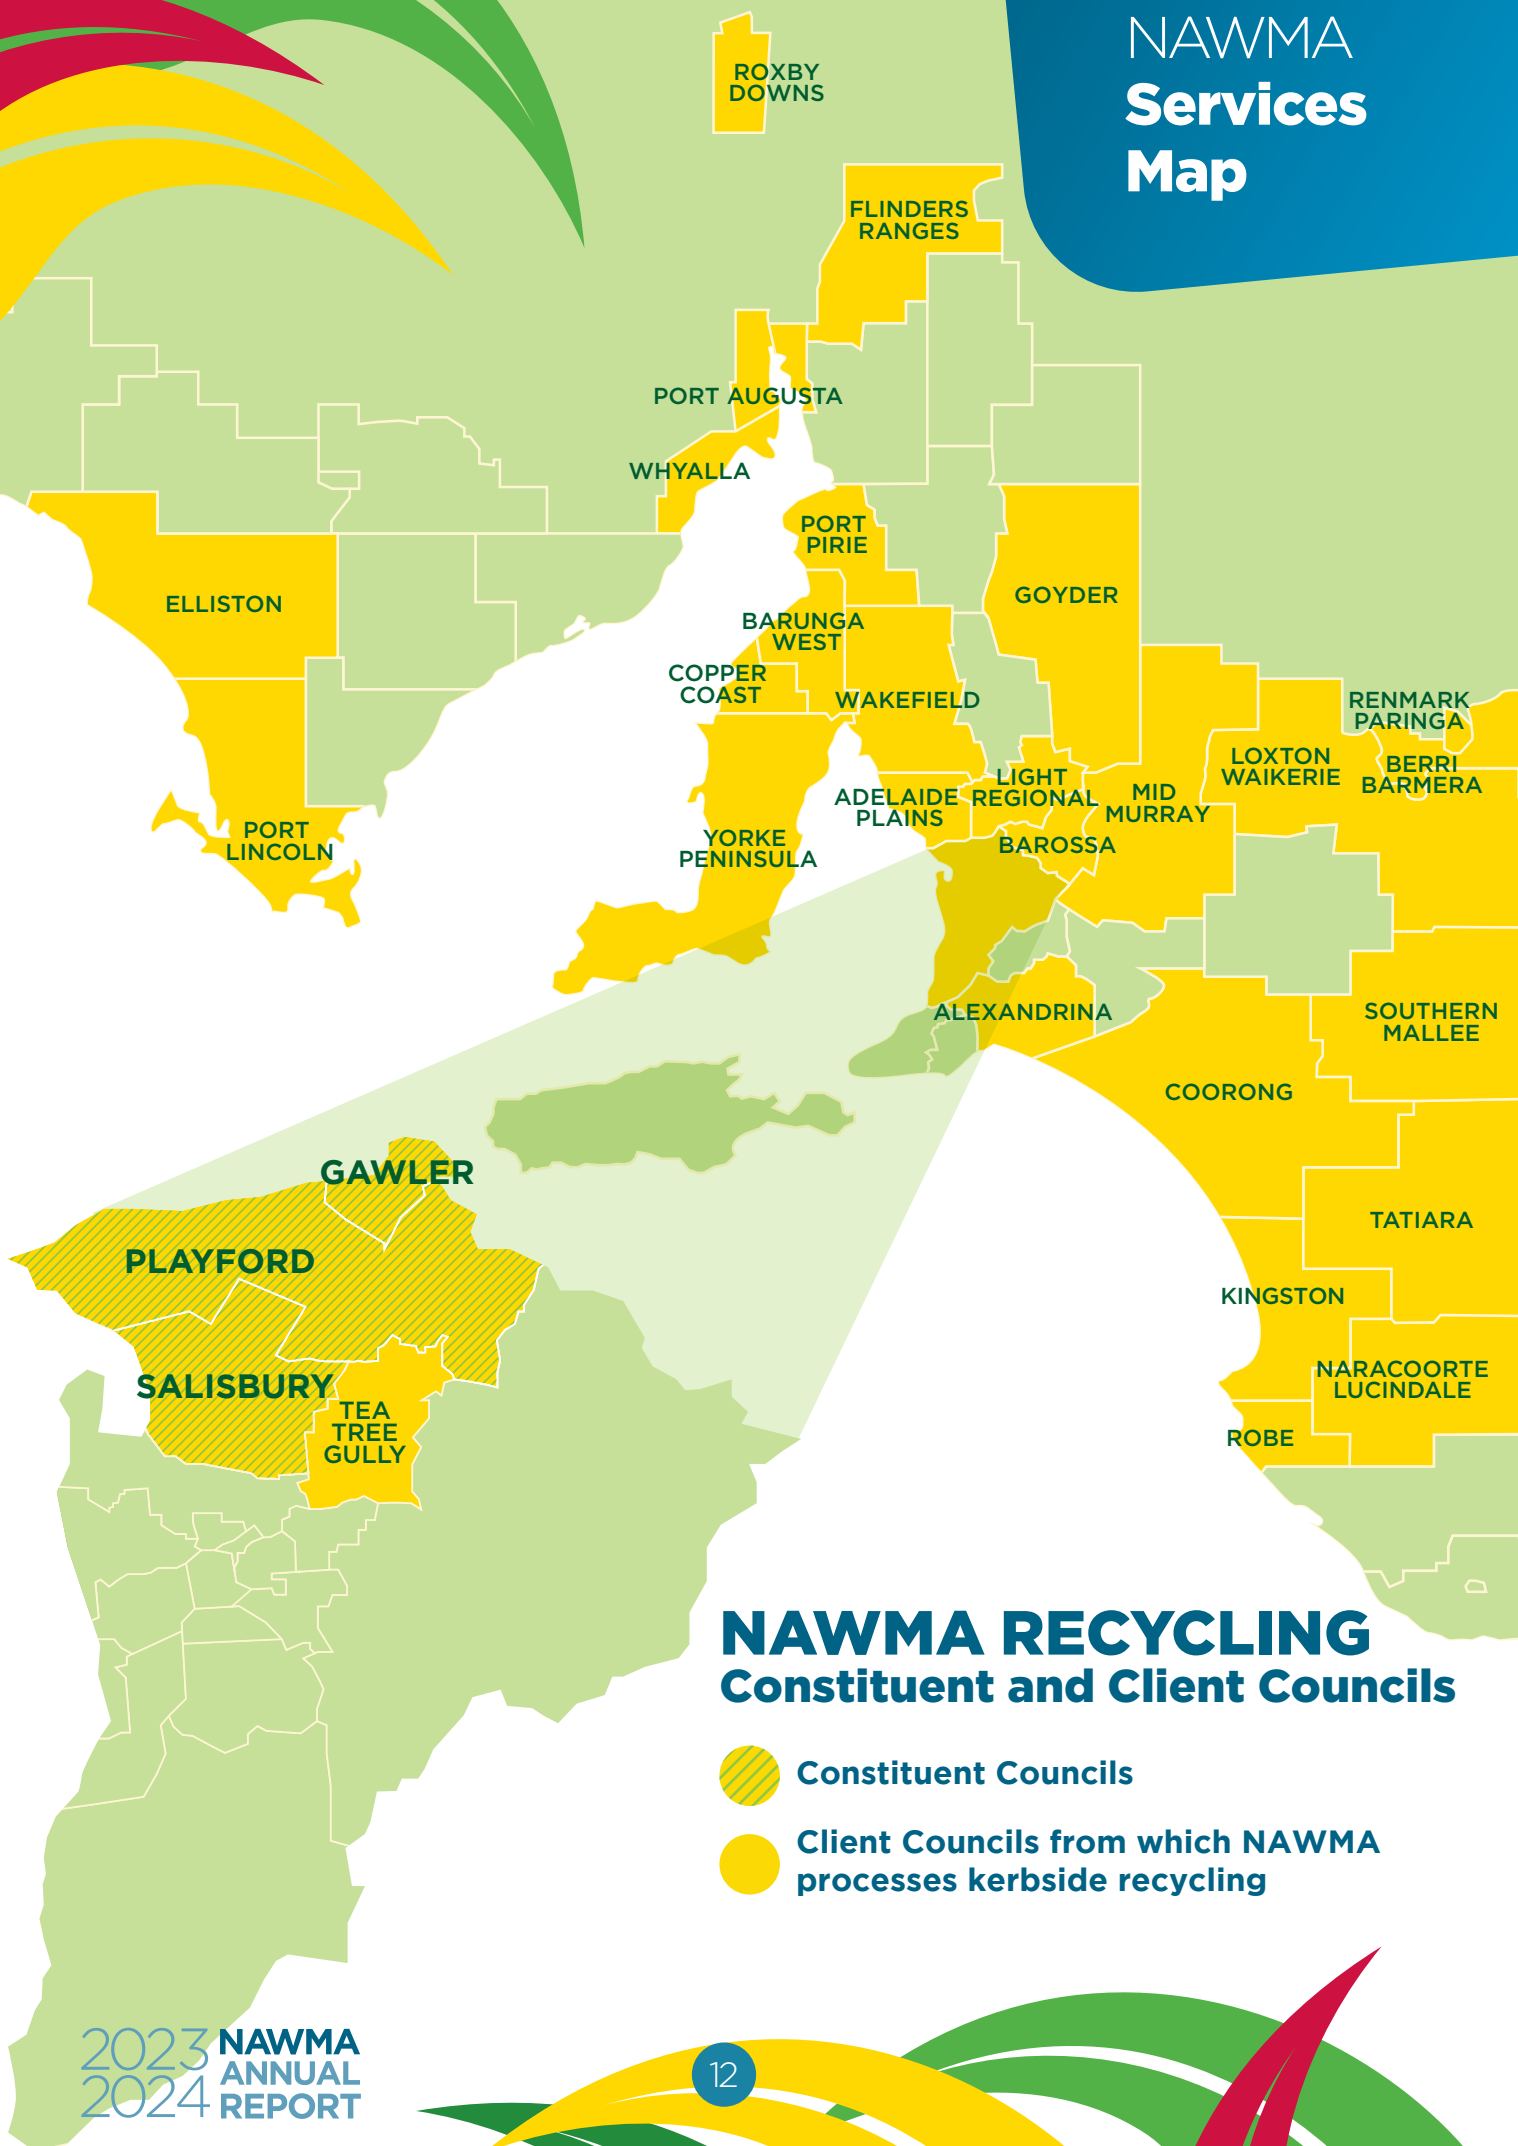 NAWMA
Services
Map
ROXBY
DOWNS
FLINDERS
RANGES
PORT AUGUSTA
WHYALLA
PORT
PIRIE
ELLISTON
GOYDER
BARUNGA
WEST
COPPER
COAST
WAKEFIELD
RENMARK
PARINGA
LOXTON
WAIKERIE
BERRI
BARMERA
LIGHT
REGIONAL
ADELAIDE
PLAINS
MID
MURRAY
PORT
LINCOLN
YORKE
PENINSULA
BAROSSA
ALEXANDRINA
SOUTHERN
MALLEE
COORONG
GAWLER
TATIARA
PLAYFORD
KINGSTON
SALISBURY
NARACOORTE
LUCINDALE
TEA
TREE
GULLY
ROBE
NAWMA RECYCLING
Constituent and Client Councils
Constituent Councils
Client Councils from which NAWMA
processes kerbside recycling
2023 NAWMA
ANNUAL
2024 REPORT
12